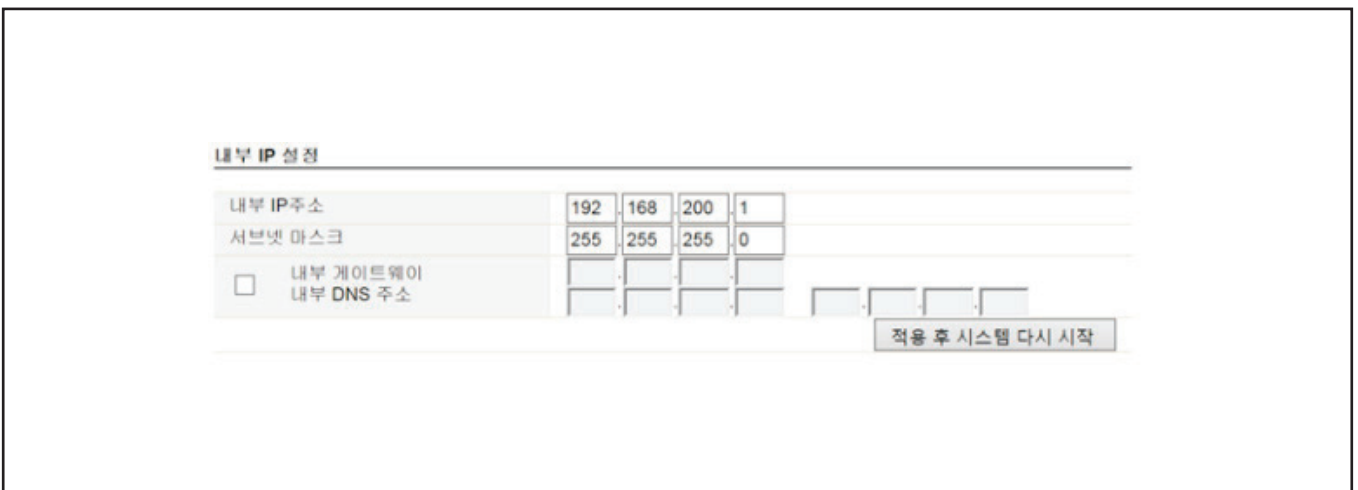 내부 IP 설정
내부 IP주소 192.168.200.1
서브넷 마스크 255.255.255.0
내부 게이트웨이
내부 DNS 주소
적용 후 시스템 다시 시작